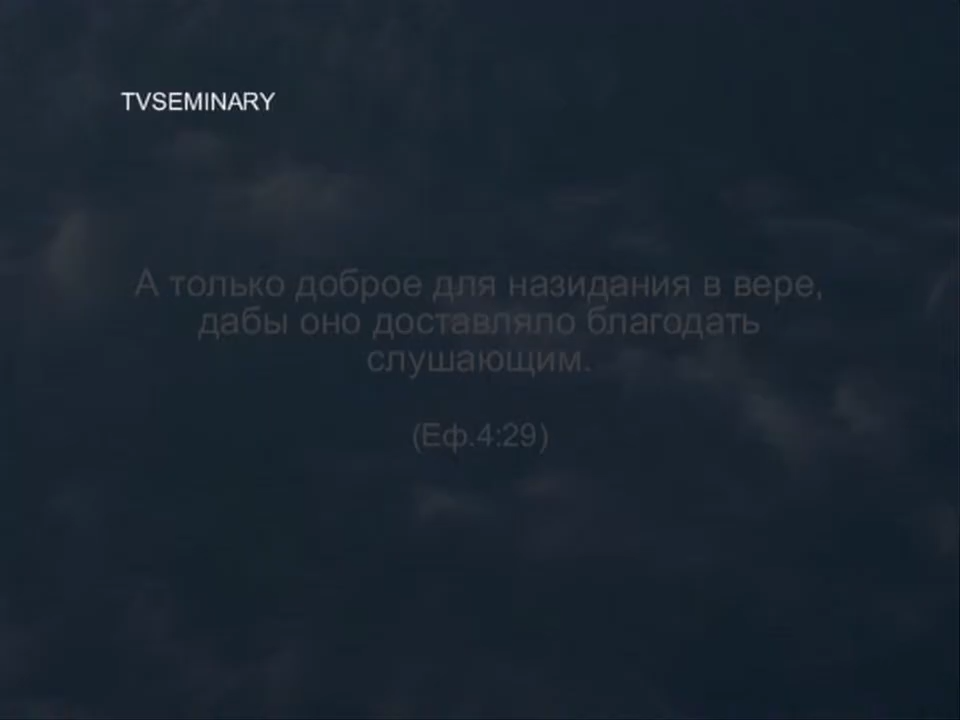 TVSEMINARY
А только доброе для назидания в вере,
дабы оно доставляло благодать
слушающим.
(Еф.4:29)